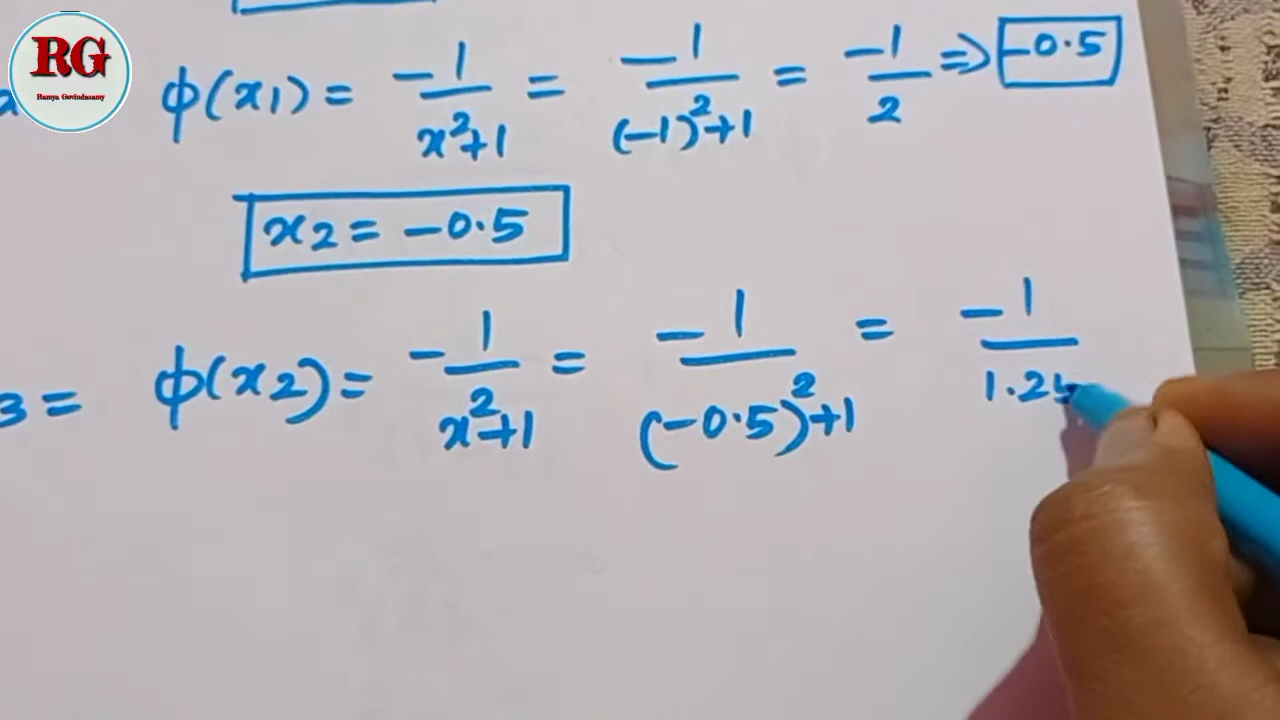 RG
Ramya Govindasamy
φ(x1) = -1/x²+1 = -1/(-1)²+1 = -1/2 => -0.5
x2 = -0.5
3 = φ(x2) = -1/x²+1 = -1/(-0.5)²+1 = -1/1.25